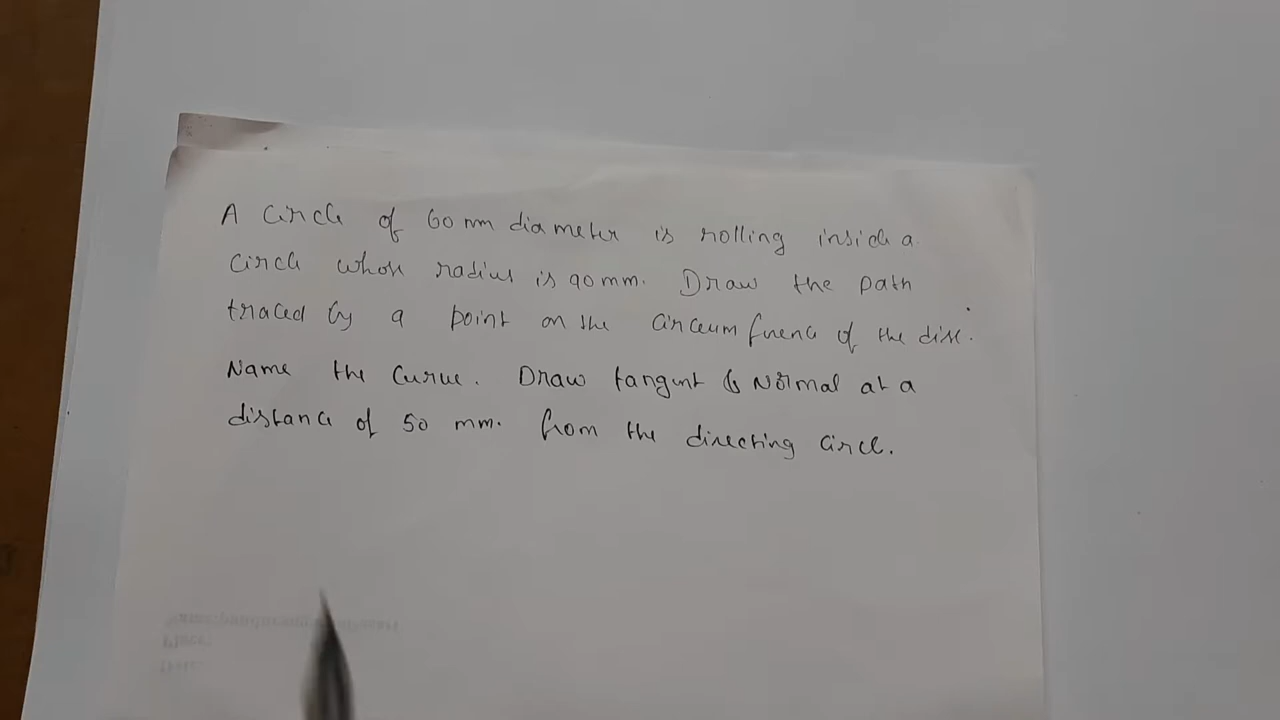 A circle of 60 mm diameter is rolling inside a
circle whose radius is 90 mm. Draw the path
traced by a point on the circumference of the disc.
Name the curve. Draw tangent & Normal at a
distance of 50 mm. from the directing circle.